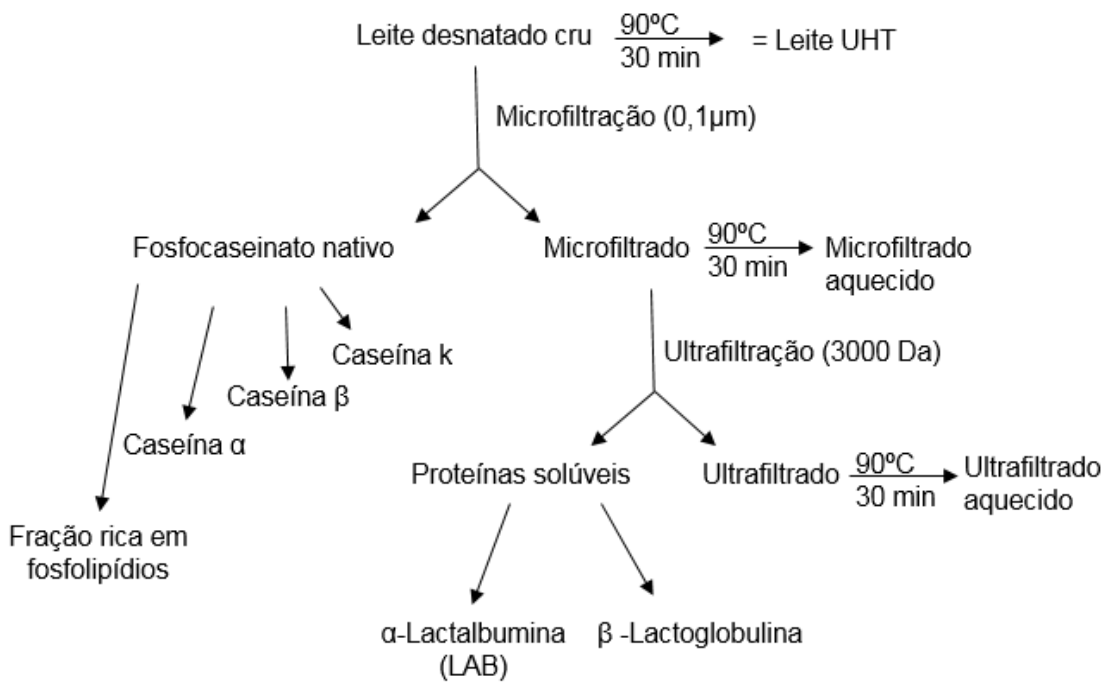 Leite desnatado cru 90ºC = Leite UHT
30 min
Microfiltração (0,1µm)
Fosfocaseinato nativo Microfiltrado 90ºC Microfiltrado
30 min aquecido
Ultrafiltração (3000 Da)
Caseína k
Caseína β
Caseína α
Proteínas solúveis Ultrafiltrado 90ºC Ultrafiltrado
30 min aquecido
Fração rica em
fosfolipídios
α-Lactalbumina β -Lactoglobulina
(LAB)